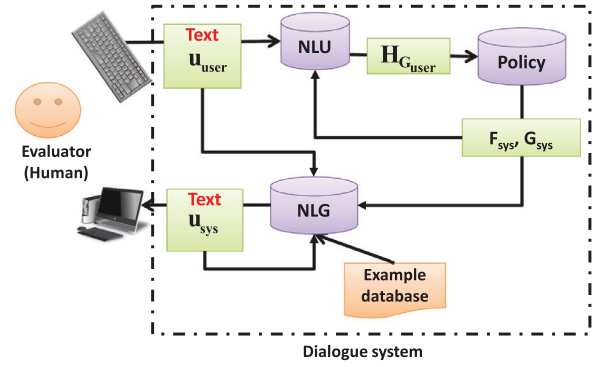 Text
u_user
NLU
H_G_user
Policy
Evaluator
(Human)
F_sys, G_sys
Text
u_sys
NLG
Example
database
Dialogue system